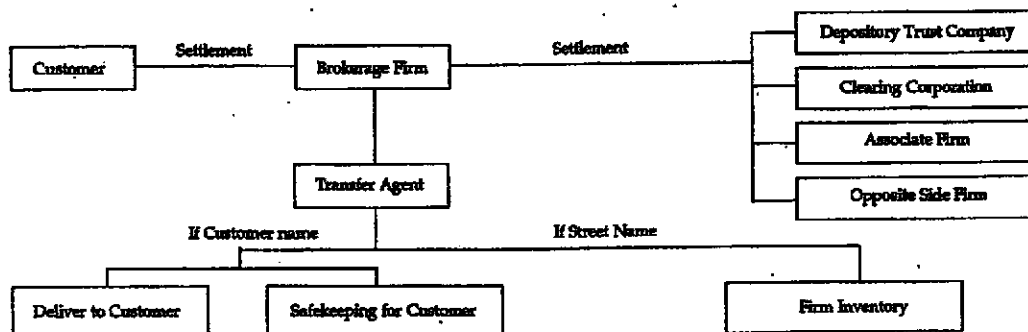 Depository Trust Company
Settlement
Settlement
Customer
Brokerage Firm
Clearing Corporation
Associate Firm
Transfer Agent
Opposite Side Firm
If Customer name
If Street Name
Deliver to Customer
Safekeeping for Customer
Firm Inventory